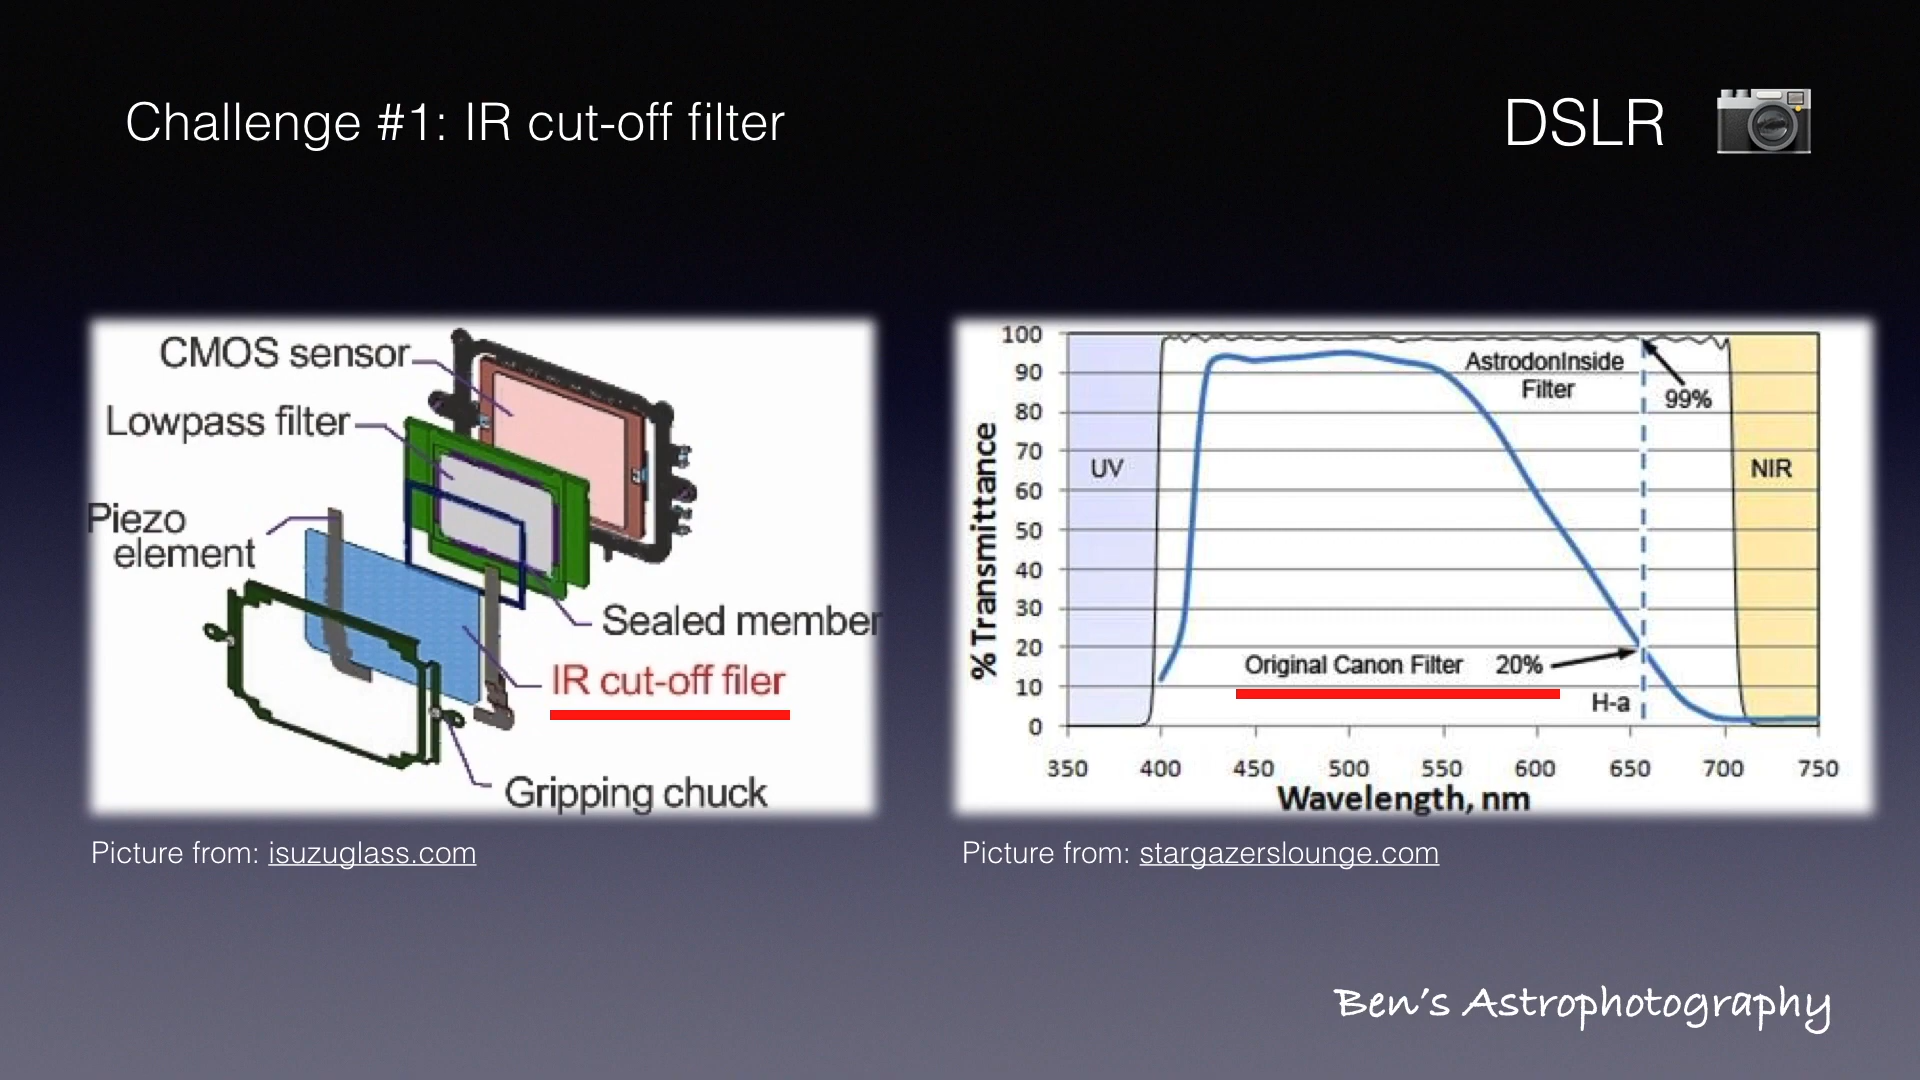 Challenge #1: IR cut-off filter
DSLR
CMOS sensor
Lowpass filter
Piezo
element
Sealed member
IR cut-off filer
Gripping chuck
Picture from: isuzuglass.com
100
90
80
70
60
50
40
30
20
10
0
% Transmittance
UV
AstrodonInside
Filter
99%
NIR
Original Canon Filter 20%
H-a
350 400 450 500 550 600 650 700 750
Wavelength, nm
Picture from: stargazerslounge.com
Ben's Astrophotography